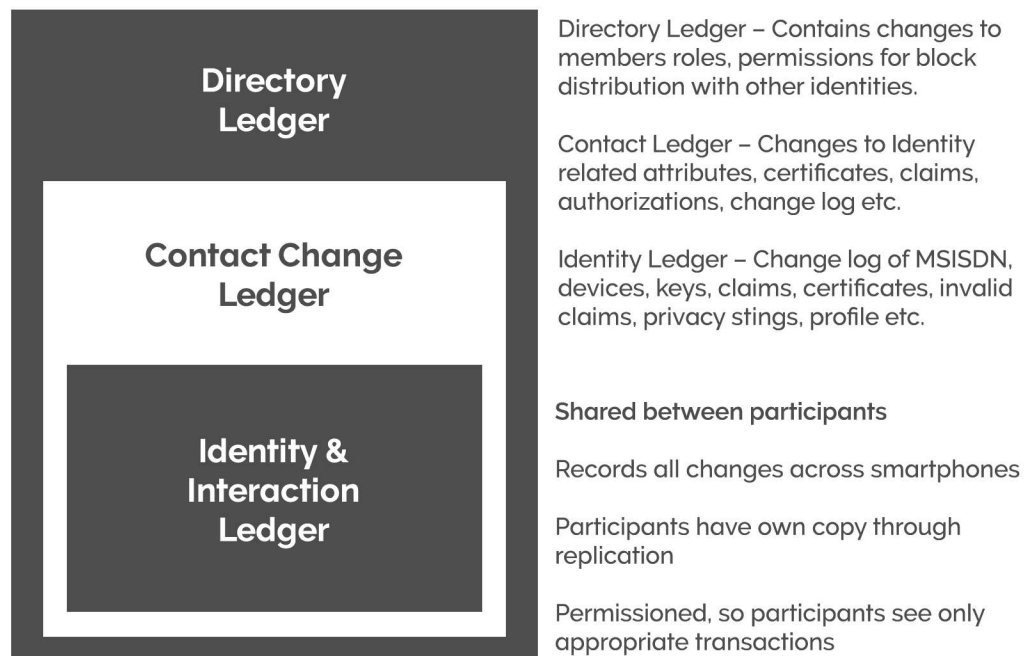 Directory
Ledger
Contact Change
Ledger
Identity &
Interaction
Ledger
Directory Ledger – Contains changes to
members roles, permissions for block
distribution with other identities.
Contact Ledger – Changes to Identity
related attributes, certificates, claims,
authorizations, change log etc.
Identity Ledger – Change log of MSISDN,
devices, keys, claims, certificates, invalid
claims, privacy stings, profile etc.
Shared between participants
Records all changes across smartphones
Participants have own copy through
replication
Permissioned, so participants see only
appropriate transactions